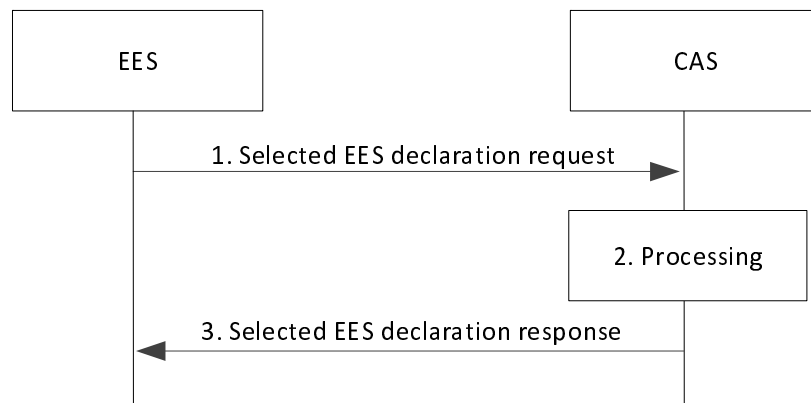 EES
CAS
1. Selected EES declaration request
2. Processing
3. Selected EES declaration response